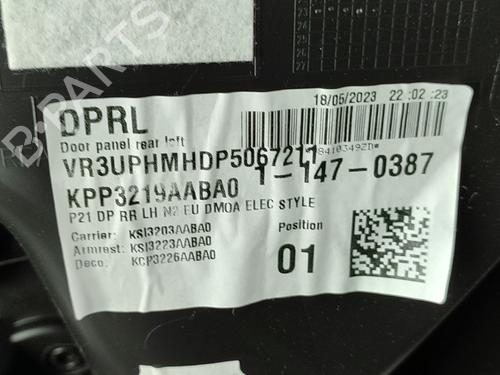 B-PARTS
18/05/2023 22:02:23
DPRL
Door panel rear left
VR3UPHMHDP5067211
1-147-0387
KPP3219AABA0
P21 DP RR LH N2 EU DMOA ELEC STYLE
Carrier: KSI3203AABA0
Armrest: KSI3223AABA0
Deco: KCP3226AABA0
Position
01